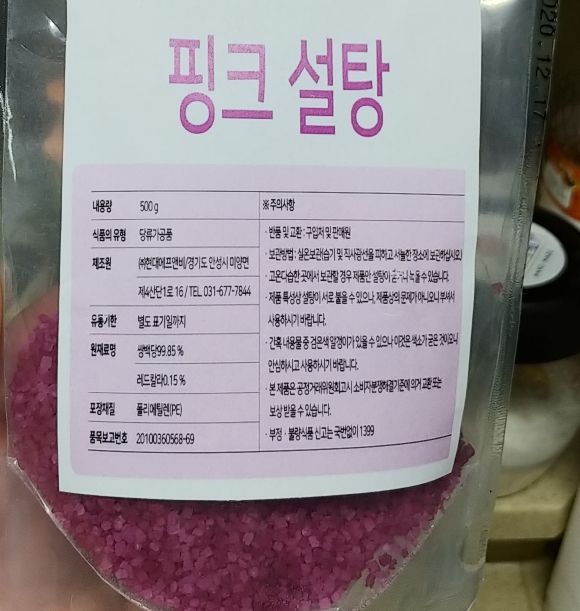 020.12.17
핑크 설탕
내용량 500 g
식품의 유형 당류가공품
제조원 ㈜현대에프앤비/경기도 안성시 미양면
제4산단1로 16 / TEL 031-677-7844
유통기한 별도 표기일까지
원재료명 쌍백당99.85 %
레드칼라0.15 %
포장재질 폴리에틸렌(PE)
품목보고번호 20100360568-69
※주의사항
· 반품 및 교환 : 구입처 및 판매원
· 보관방법 : 실온보관(습기 및 직사광선을 피하고 서늘한 장소에 보관하십시오)
· 고온다습한 곳에서 보관할 경우 제품안 설탕이 녹을 수 있습니다.
· 제품 특성상 설탕이 서로 붙을 수 있으나, 제품상의 문제가 아니오니 부셔서
사용하시기 바랍니다.
· 간혹 내용물 중 검은색 알갱이가 있을 수 있으나 이것은 색소가 굳은 것이오니
안심하시고 사용하시기 바랍니다.
· 본 제품은 공정거래위원회고시 소비자분쟁해결기준에 의거 교환 또는
보상 받을 수 있습니다.
· 부정 · 불량식품 신고는 국번없이 1399